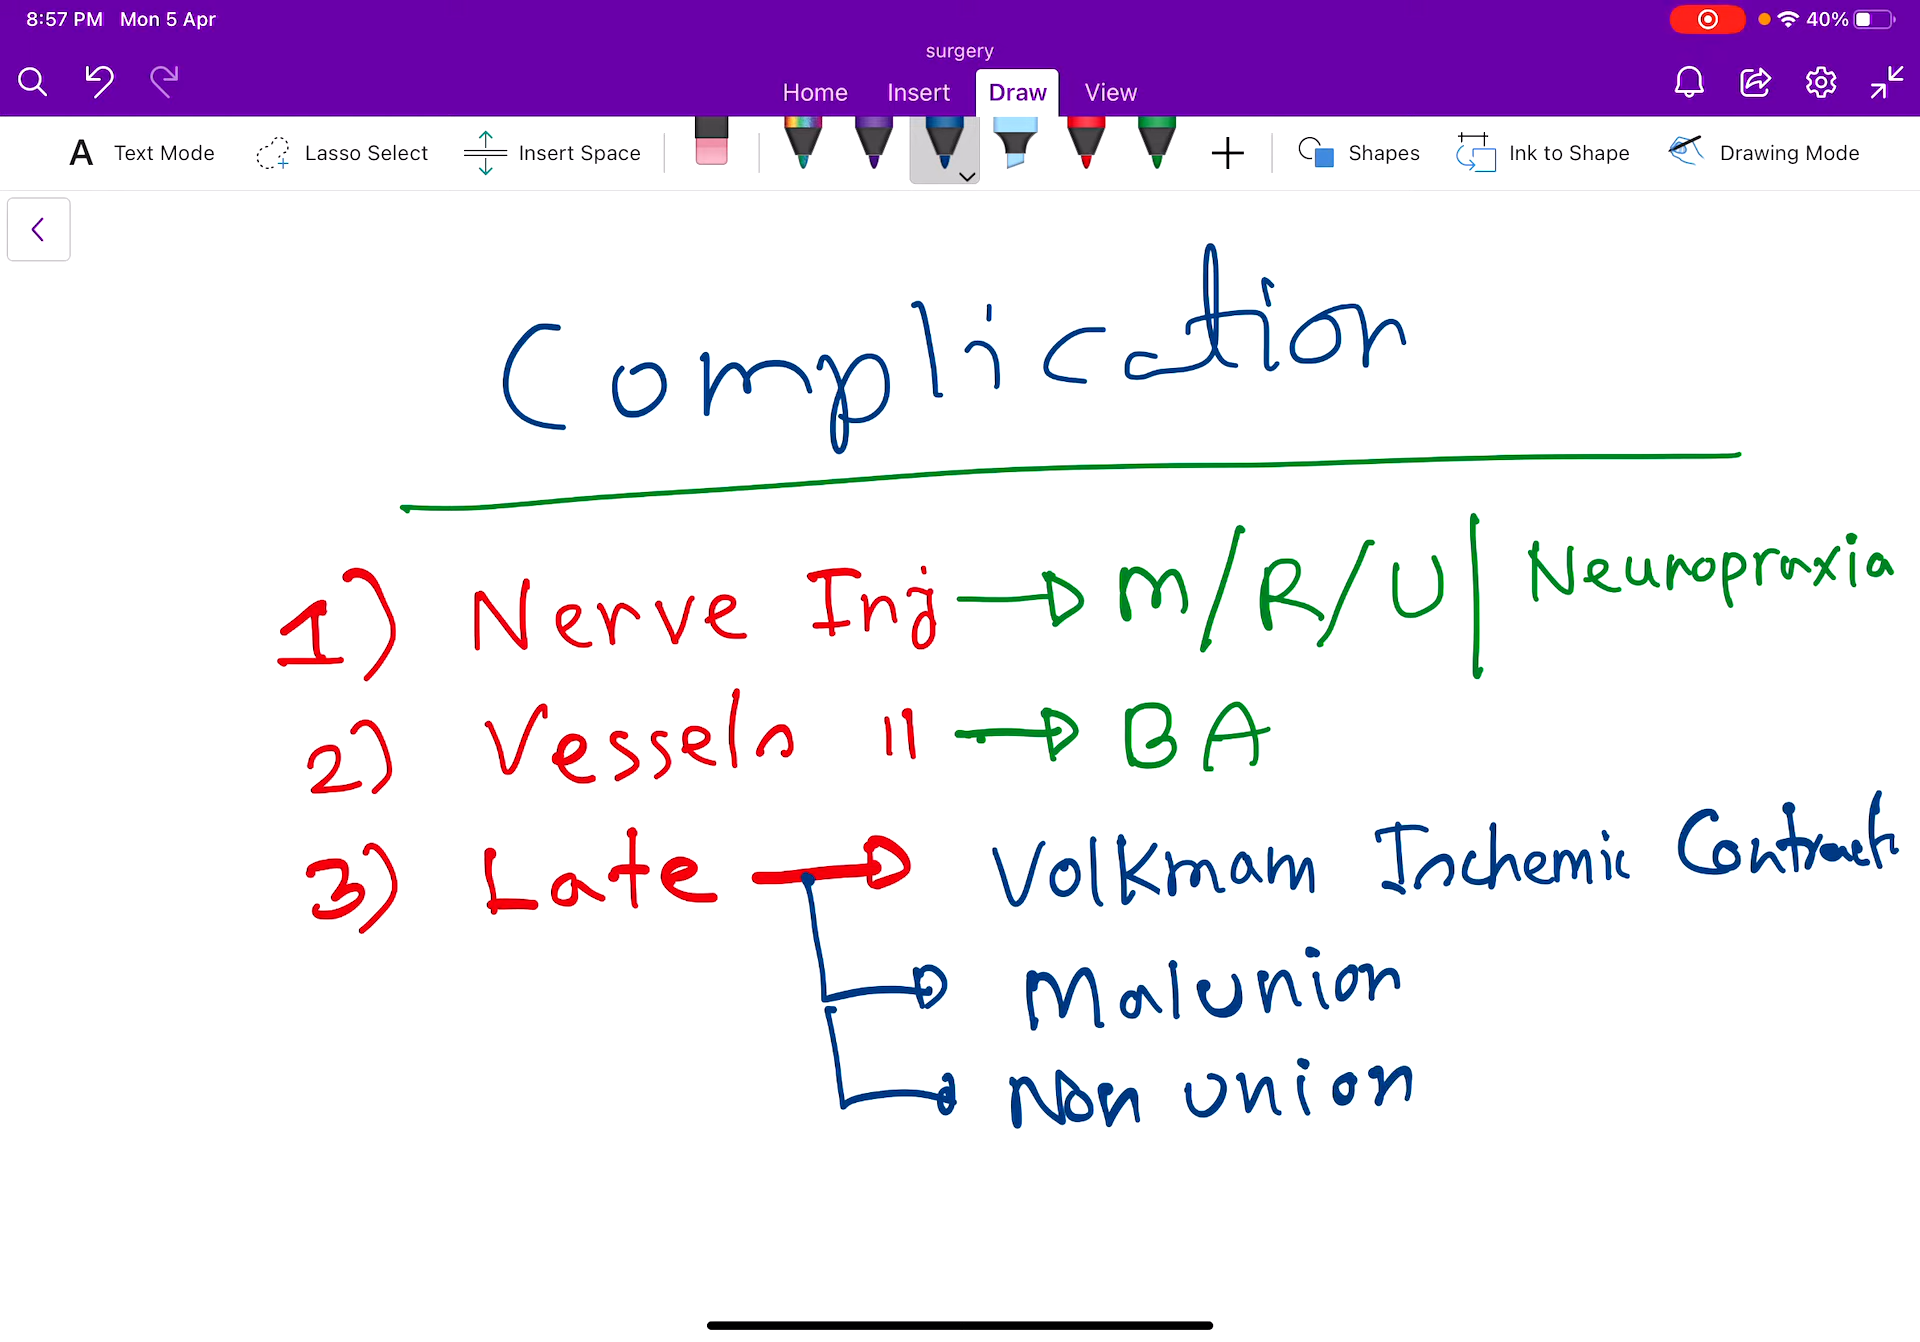 8:57 PM Mon 5 Apr 40%
surgery
Home Insert Draw View
A Text Mode Lasso Select Insert Space Shapes Ink to Shape Drawing Mode
Complication
1) Nerve Inj → M/R/U | Neuropraxia
2) Vessels " → BA
3) Late → Volkmam Ischemic Contract
Malunion
Non union